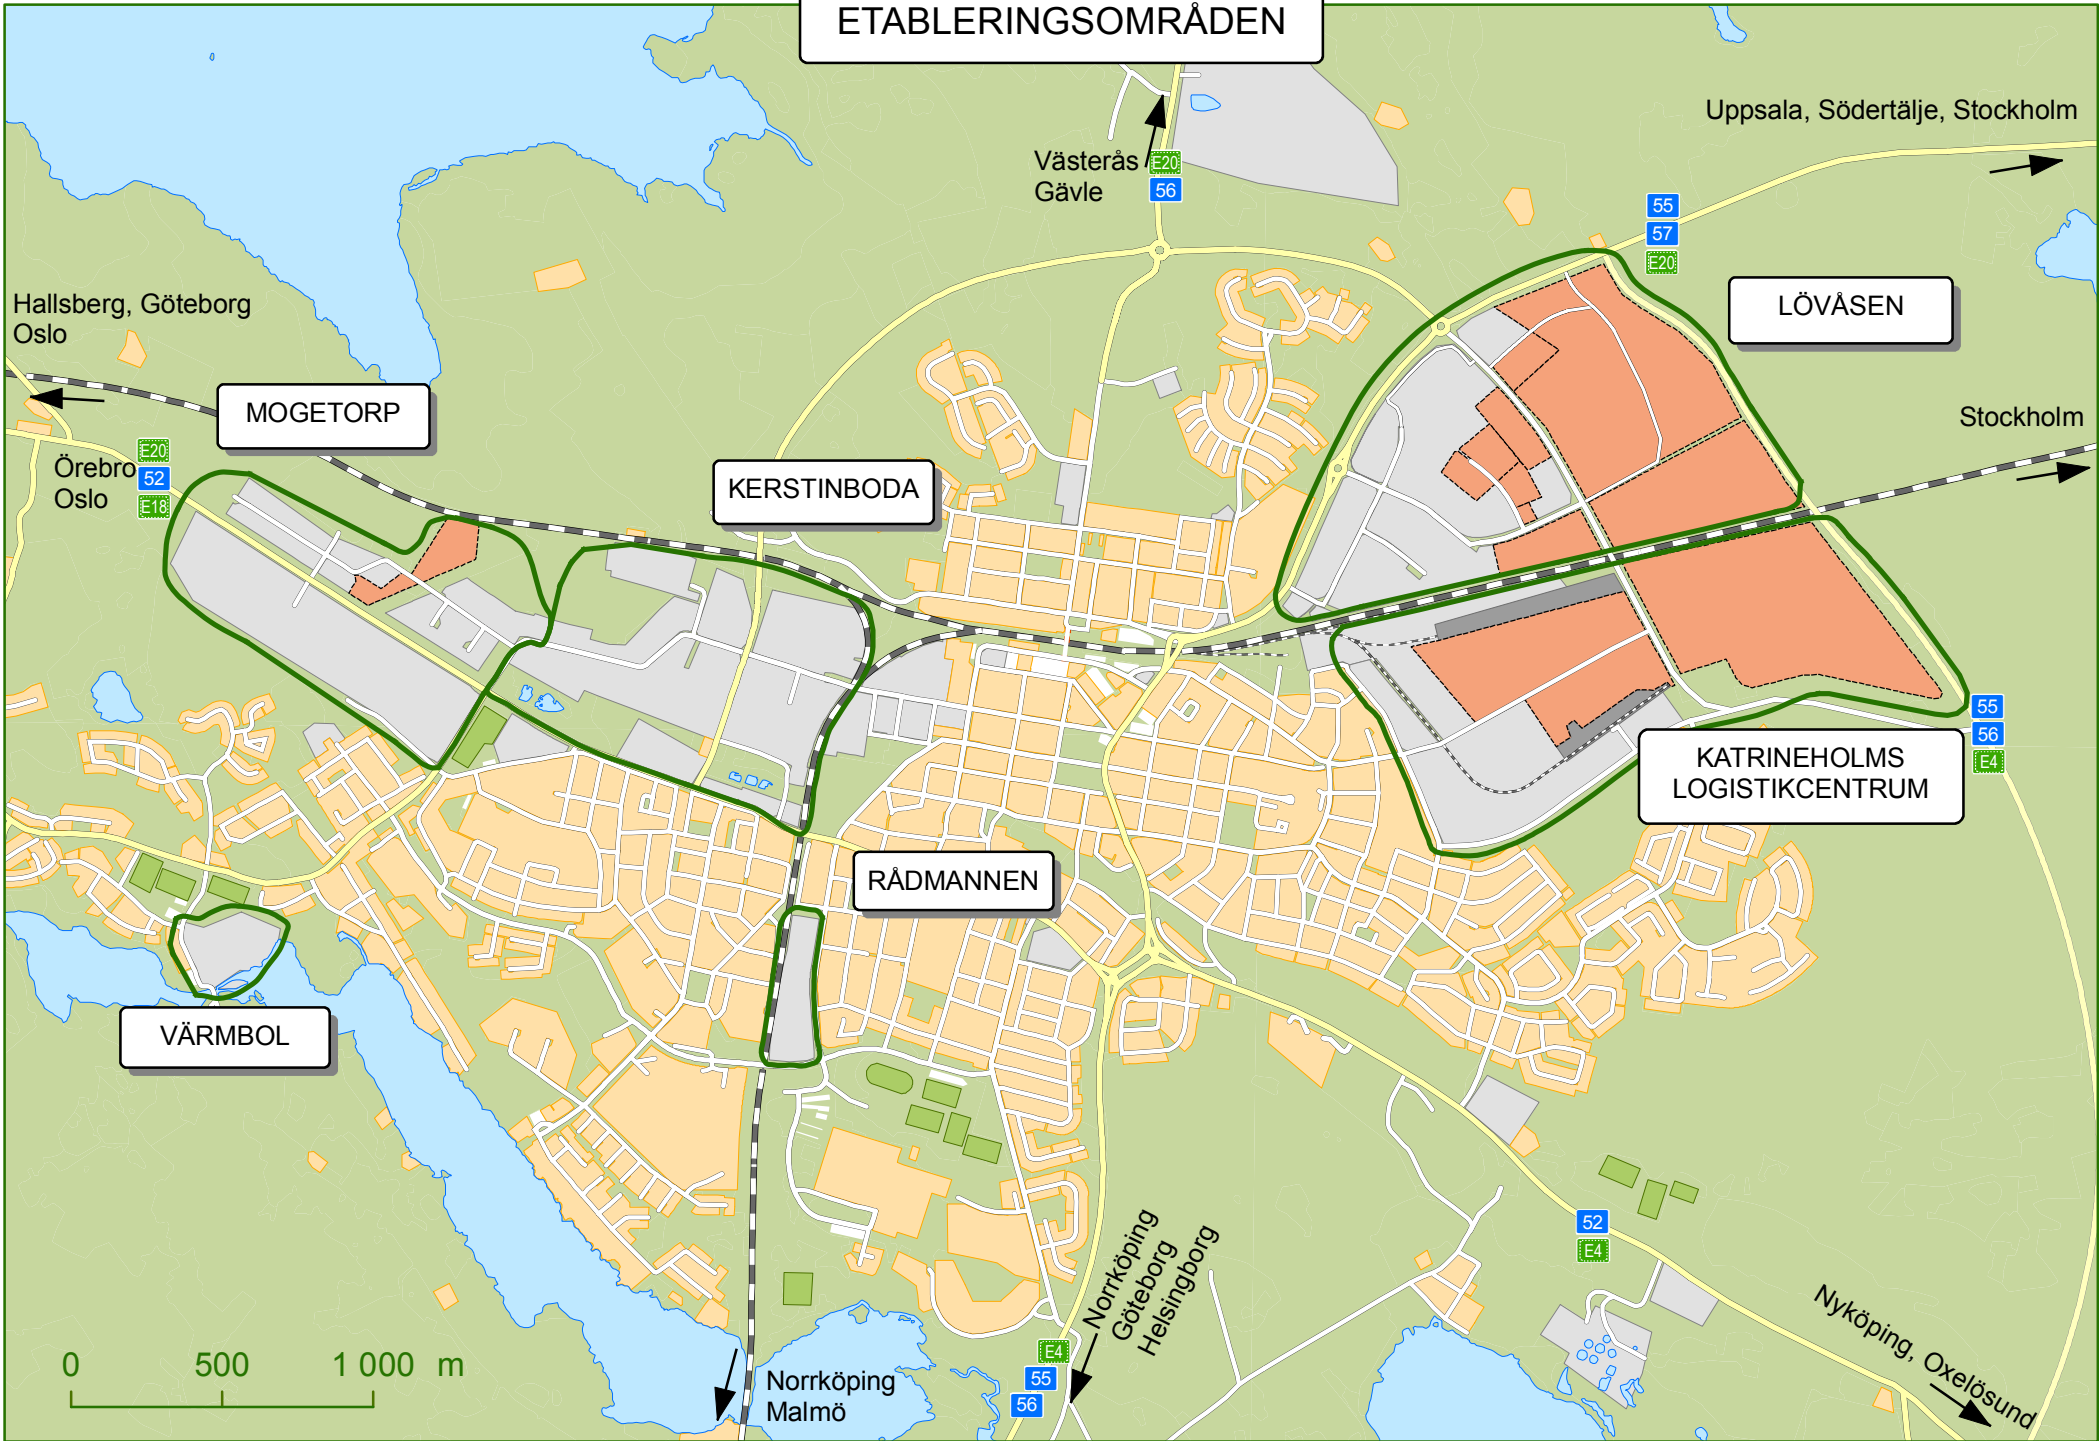 ETABLERINGSOMRÅDEN
Uppsala, Södertälje, Stockholm
Västerås
Gävle
E20
56
55
57
E20
LÖVÅSEN
Hallsberg, Göteborg
Oslo
MOGETORP
Stockholm
Örebro
Oslo
E20
52
E18
KERSTINBODA
55
56
E4
KATRINEHOLMS
LOGISTIKCENTRUM
RÅDMANNEN
VÄRMBOL
52
E4
Norrköping
Göteborg
Helsingborg
Nyköping, Oxelösund
E4
55
56
0 500 1 000 m
Norrköping
Malmö